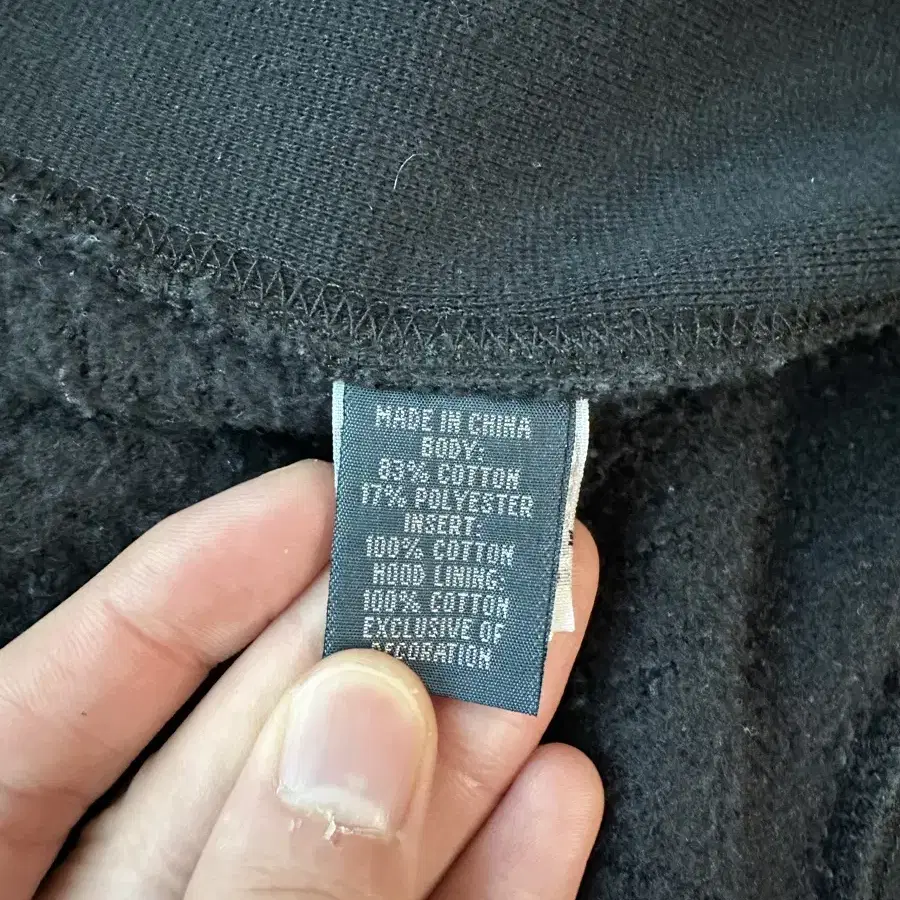 MADE IN CHINA
BODY:
83% COTTON
17% POLYESTER
INSERT:
100% COTTON
HOOD LINING:
100% COTTON
EXCLUSIVE OF
DECORATION